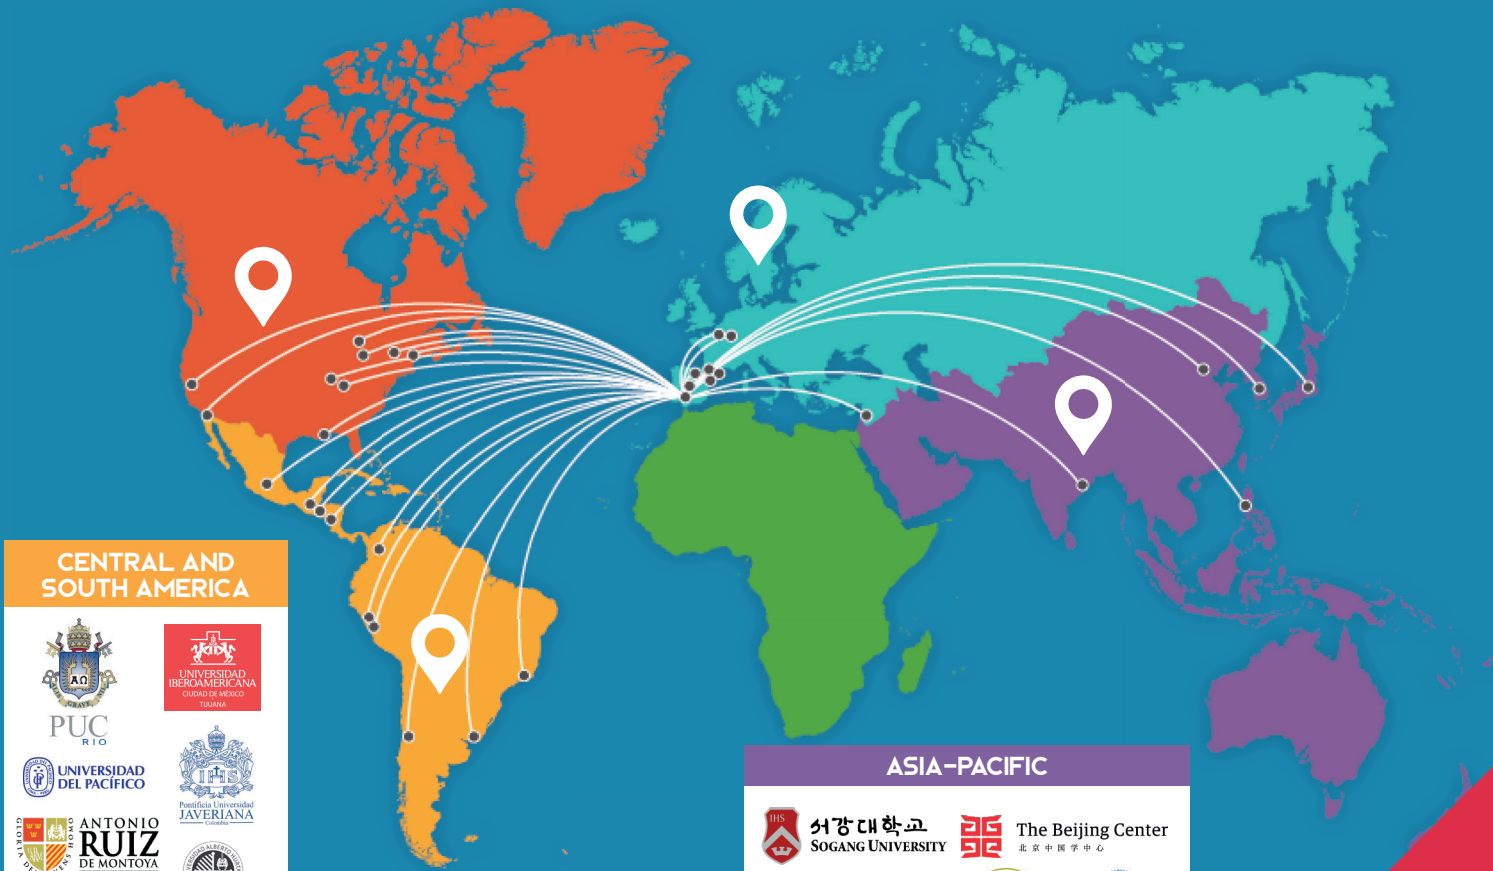 CENTRAL AND
SOUTH AMERICA
PUC
RIO
UNIVERSIDAD
IBEROAMERICANA
CIUDAD DE MÉXICO
TIJUANA
UNIVERSIDAD
DEL PACÍFICO
IHS
Pontificia Universidad
JAVERIANA
Colombia
ANTONIO
RUIZ
DE MONTOYA
ASIA-PACIFIC
IHS
서강대학교
SOGANG UNIVERSITY
The Beijing Center
北京中国学中心